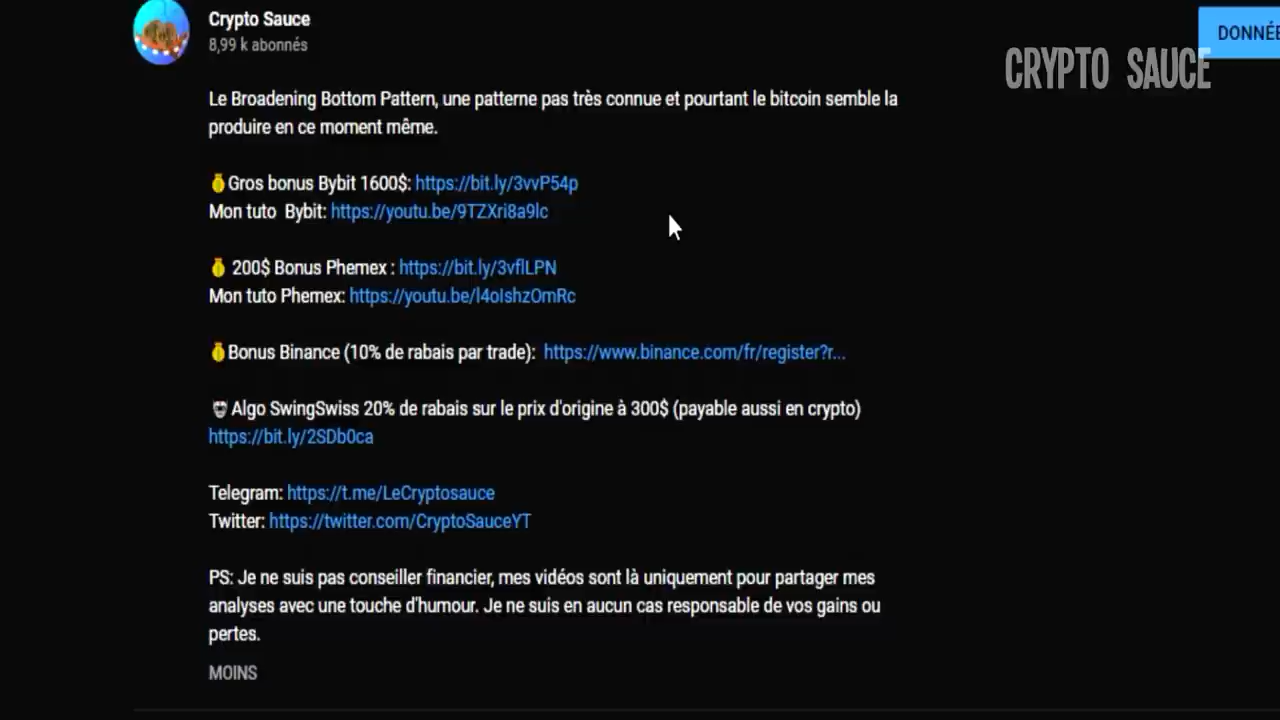 Crypto Sauce
8,99 k abonnés
DONNÉE
CRYPTO SAUCE
Le Broadening Bottom Pattern, une patterne pas très connue et pourtant le bitcoin semble la
produire en ce moment même.
💰Gros bonus Bybit 1600$: https://bit.ly/3vvP54p
Mon tuto  Bybit: https://youtu.be/9TZXri8a9lc
💰 200$ Bonus Phemex : https://bit.ly/3vflLPN
Mon tuto Phemex: https://youtu.be/l4oIshzOmRc
💰Bonus Binance (10% de rabais par trade):  https://www.binance.com/fr/register?r...
Algo SwingSwiss 20% de rabais sur le prix d'origine à 300$ (payable aussi en crypto)
https://bit.ly/2SDb0ca
Telegram: https://t.me/LeCryptosauce
Twitter: https://twitter.com/CryptoSauceYT
PS: Je ne suis pas conseiller financier, mes vidéos sont là uniquement pour partager mes
analyses avec une touche d'humour. Je ne suis en aucun cas responsable de vos gains ou
pertes.
MOINS